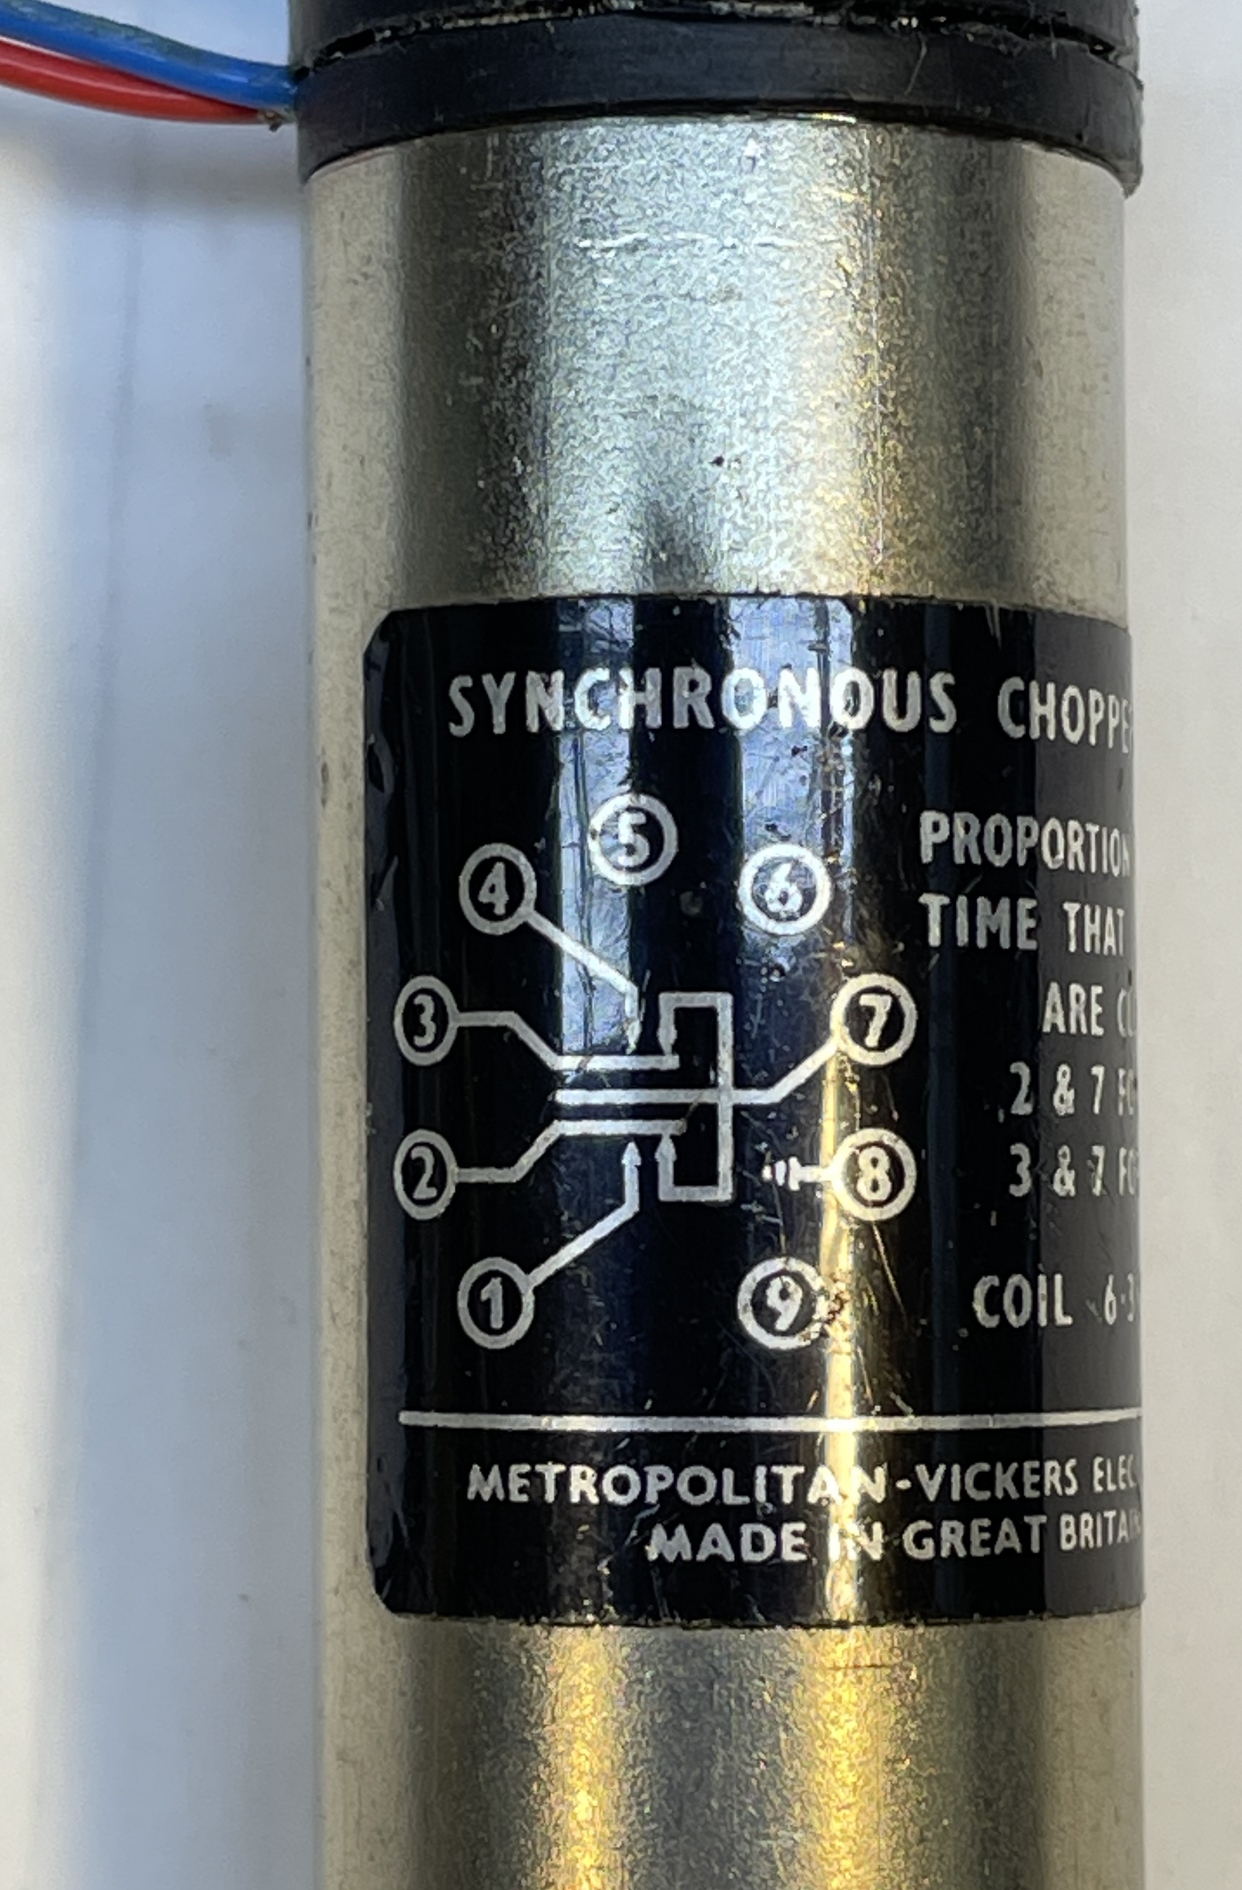 SYNCHRONOUS
5
4
6
PROPORTION
TIME THAT
3
7
ARE
2 & 7
2
8
3 & 7
1
9
COIL
METROPOLITAN-VICKERS
MADE IN GREAT